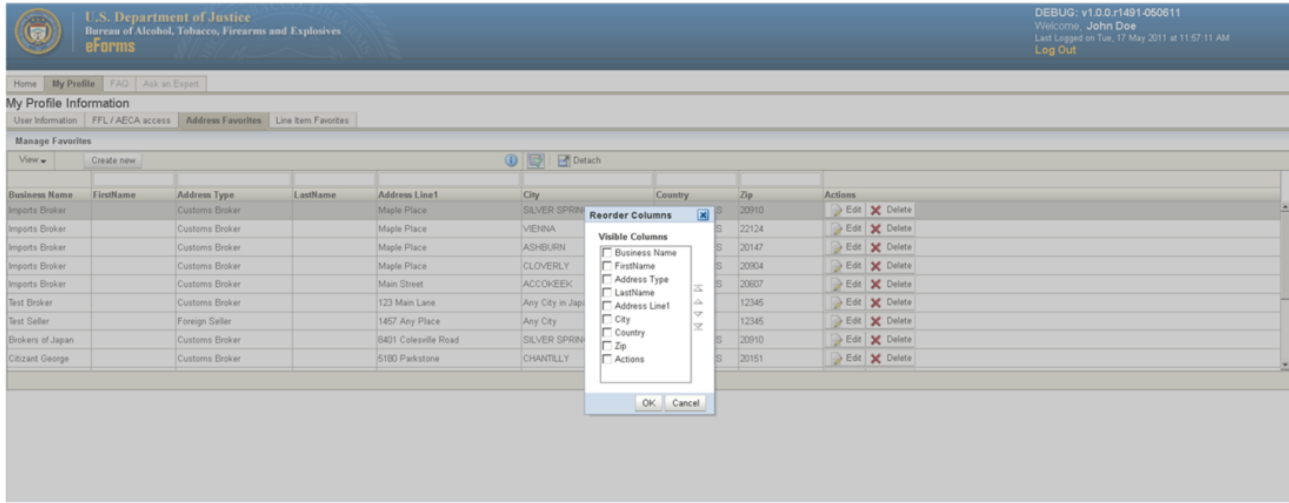 U.S. Department of Justice
Bureau of Alcohol, Tobacco, Firearms and Explosives
eForms
DEBUG: v1.0.0.r1491-050611
Welcome, John Doe
Last Logged on Tue, 17 May 2011 at 11:57:11 AM
Log Out
Home My Profile FAQ Ask an Expert
My Profile Information
User Information FFL / AECA access Address Favorites Line Item Favorites
Manage Favorites
View Create new Detach
Business Name FirstName Address Type LastName Address Line1 City Country Zip Actions
Imports Broker Customs Broker Maple Place SILVER SPRIN S 20910 Edit Delete
Imports Broker Customs Broker Maple Place VIENNA S 22124 Edit Delete
Imports Broker Customs Broker Maple Place ASHBURN S 20147 Edit Delete
Imports Broker Customs Broker Maple Place CLOVERLY S 20904 Edit Delete
Imports Broker Customs Broker Main Street ACCOKEEK S 20607 Edit Delete
Test Broker Customs Broker 123 Main Lane Any City in Japa 12345 Edit Delete
Test Seller Foreign Seller 1457 Any Place Any City 12345 Edit Delete
Brokers of Japan Customs Broker 8401 Colesville Road SILVER SPRIN S 20910 Edit Delete
Citizant George Customs Broker 5180 Parkstone CHANTILLY S 20151 Edit Delete
Reorder Columns
Visible Columns
Business Name
FirstName
Address Type
LastName
Address Line1
City
Country
Zip
Actions
OK Cancel